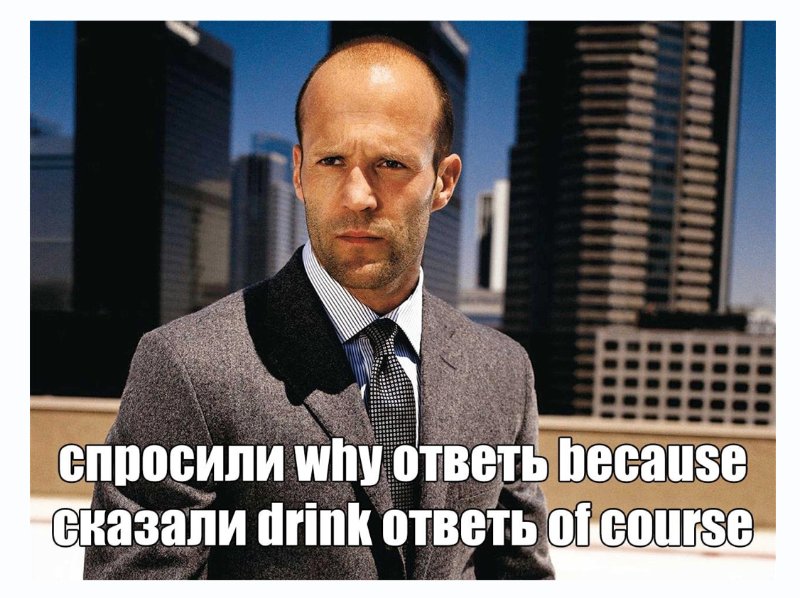 спросили why ответь because
сказали drink ответь of course